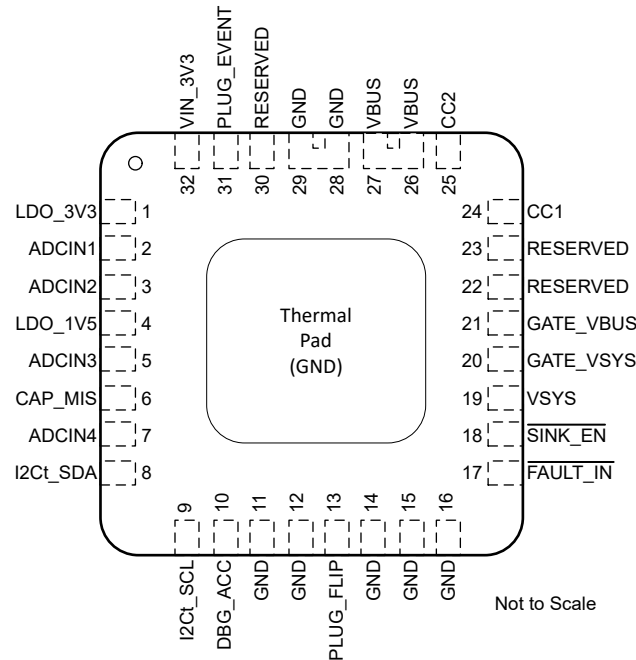 VIN_3V3
PLUG_EVENT
RESERVED
GND
GND
VBUS
VBUS
CC2
32
31
30
29
28
27
26
25
LDO_3V3 1
ADCIN1 2
ADCIN2 3
LDO_1V5 4
ADCIN3 5
CAP_MIS 6
ADCIN4 7
I2Ct_SDA 8
Thermal
Pad
(GND)
24 CC1
23 RESERVED
22 RESERVED
21 GATE_VBUS
20 GATE_VSYS
19 VSYS
18 SINK_EN
17 FAULT_IN
9
10
11
12
13
14
15
16
I2Ct_SCL
DBG_ACC
GND
GND
PLUG_FLIP
GND
GND
GND
Not to Scale